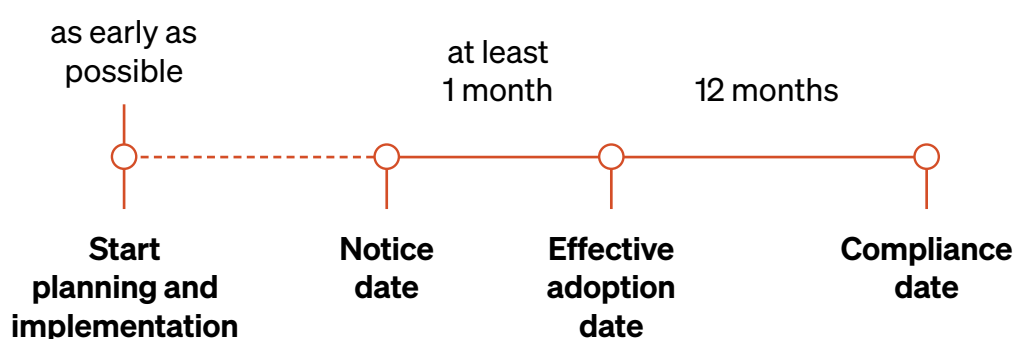 as early as
possible
at least
1 month
12 months
Start
planning and
implementation
Notice
date
Effective
adoption
date
Compliance
date